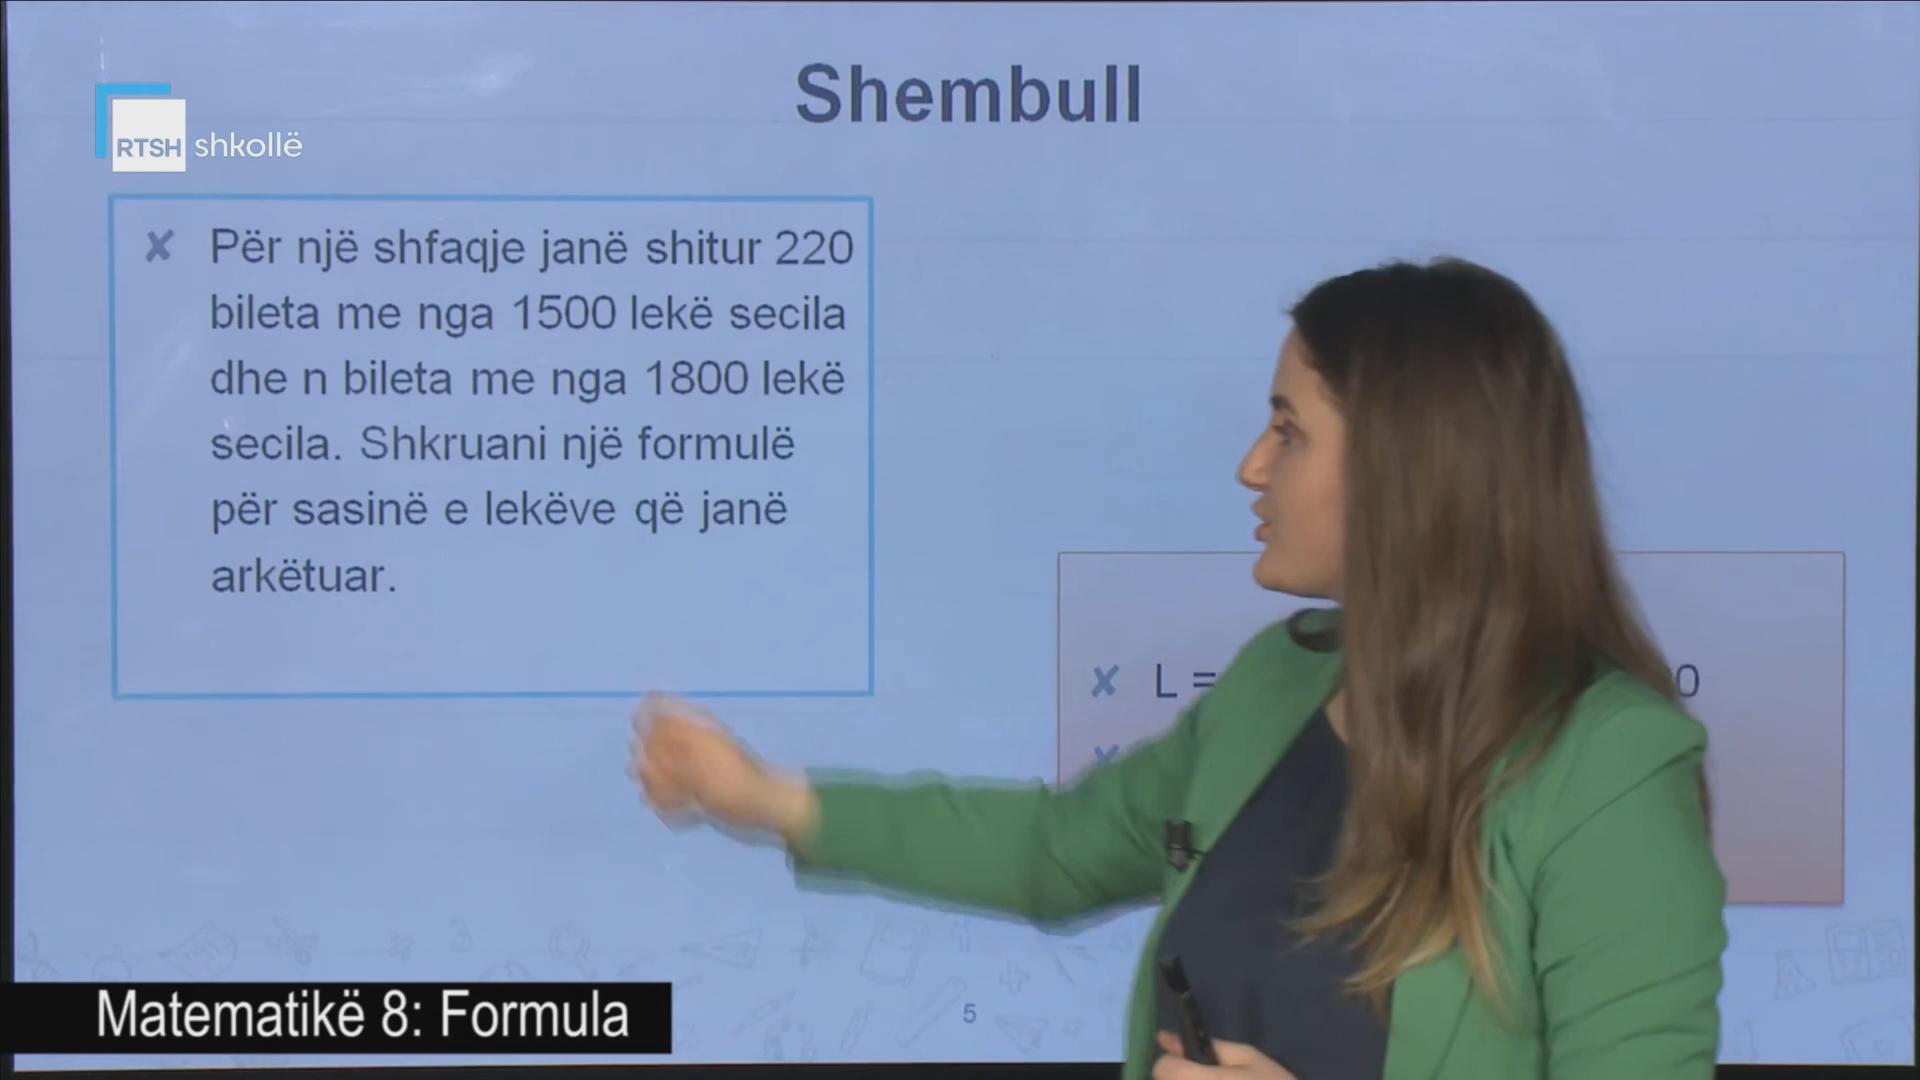 Shembull
RTSH shkollë
✘ Për një shfaqje janë shitur 220
bileta me nga 1500 lekë secila
dhe n bileta me nga 1800 lekë
secila. Shkruani një formulë
për sasinë e lekëve që janë
arkëtuar.
✘ L =
Matematikë 8: Formula
5